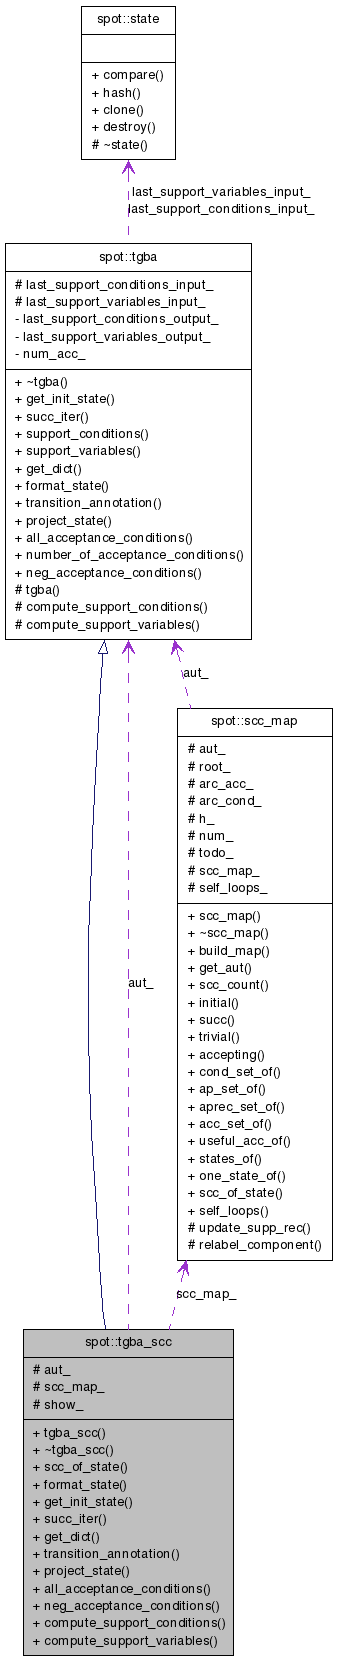 spot::state
+ compare()
+ hash()
+ clone()
+ destroy()
# ~state()
last_support_variables_input_
last_support_conditions_input_
spot::tgba
# last_support_conditions_input_
# last_support_variables_input_
- last_support_conditions_output_
- last_support_variables_output_
- num_acc_
+ ~tgba()
+ get_init_state()
+ succ_iter()
+ support_conditions()
+ support_variables()
+ get_dict()
+ format_state()
+ transition_annotation()
+ project_state()
+ all_acceptance_conditions()
+ number_of_acceptance_conditions()
+ neg_acceptance_conditions()
# tgba()
# compute_support_conditions()
# compute_support_variables()
aut_
spot::scc_map
# aut_
# root_
# arc_acc_
# arc_cond_
# h_
# num_
# todo_
# scc_map_
# self_loops_
+ scc_map()
+ ~scc_map()
+ build_map()
+ get_aut()
+ scc_count()
+ initial()
+ succ()
+ trivial()
+ accepting()
+ cond_set_of()
+ ap_set_of()
+ aprec_set_of()
+ acc_set_of()
+ useful_acc_of()
+ states_of()
+ one_state_of()
+ scc_of_state()
+ self_loops()
# update_supp_rec()
# relabel_component()
aut_
scc_map_
spot::tgba_scc
# aut_
# scc_map_
# show_
+ tgba_scc()
+ ~tgba_scc()
+ scc_of_state()
+ format_state()
+ get_init_state()
+ succ_iter()
+ get_dict()
+ transition_annotation()
+ project_state()
+ all_acceptance_conditions()
+ neg_acceptance_conditions()
+ compute_support_conditions()
+ compute_support_variables()